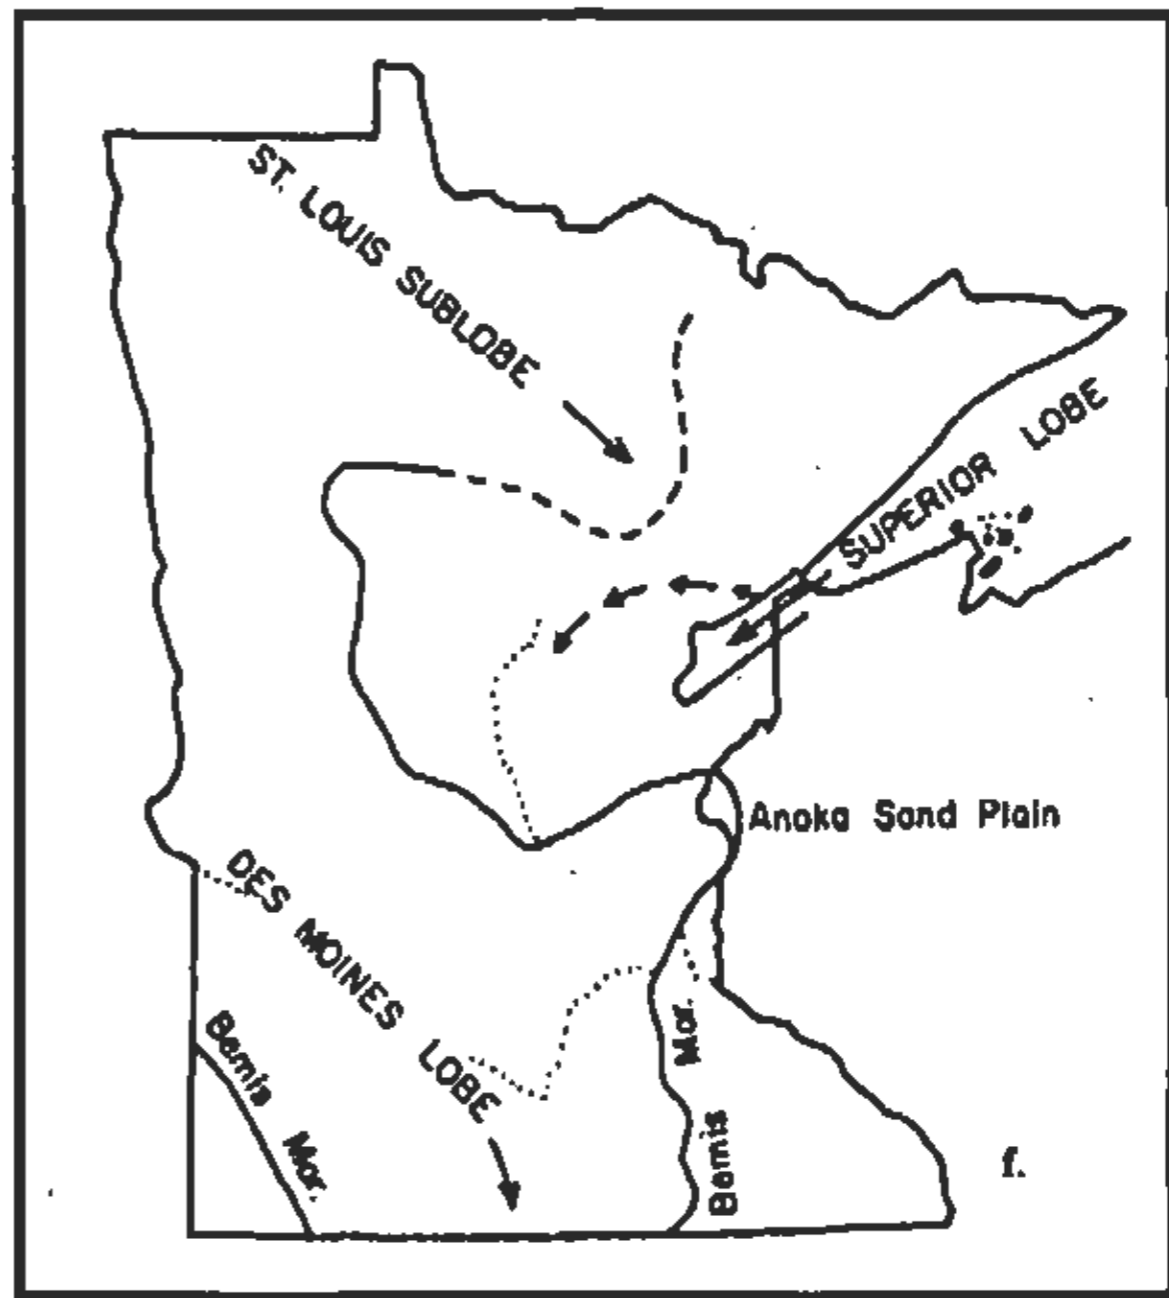 ST. LOUIS SUBLOBE
SUPERIOR LOBE
Anoka Sand Plain
DES MOINES LOBE
Bemis Mor.
Bemis Mor.
f.